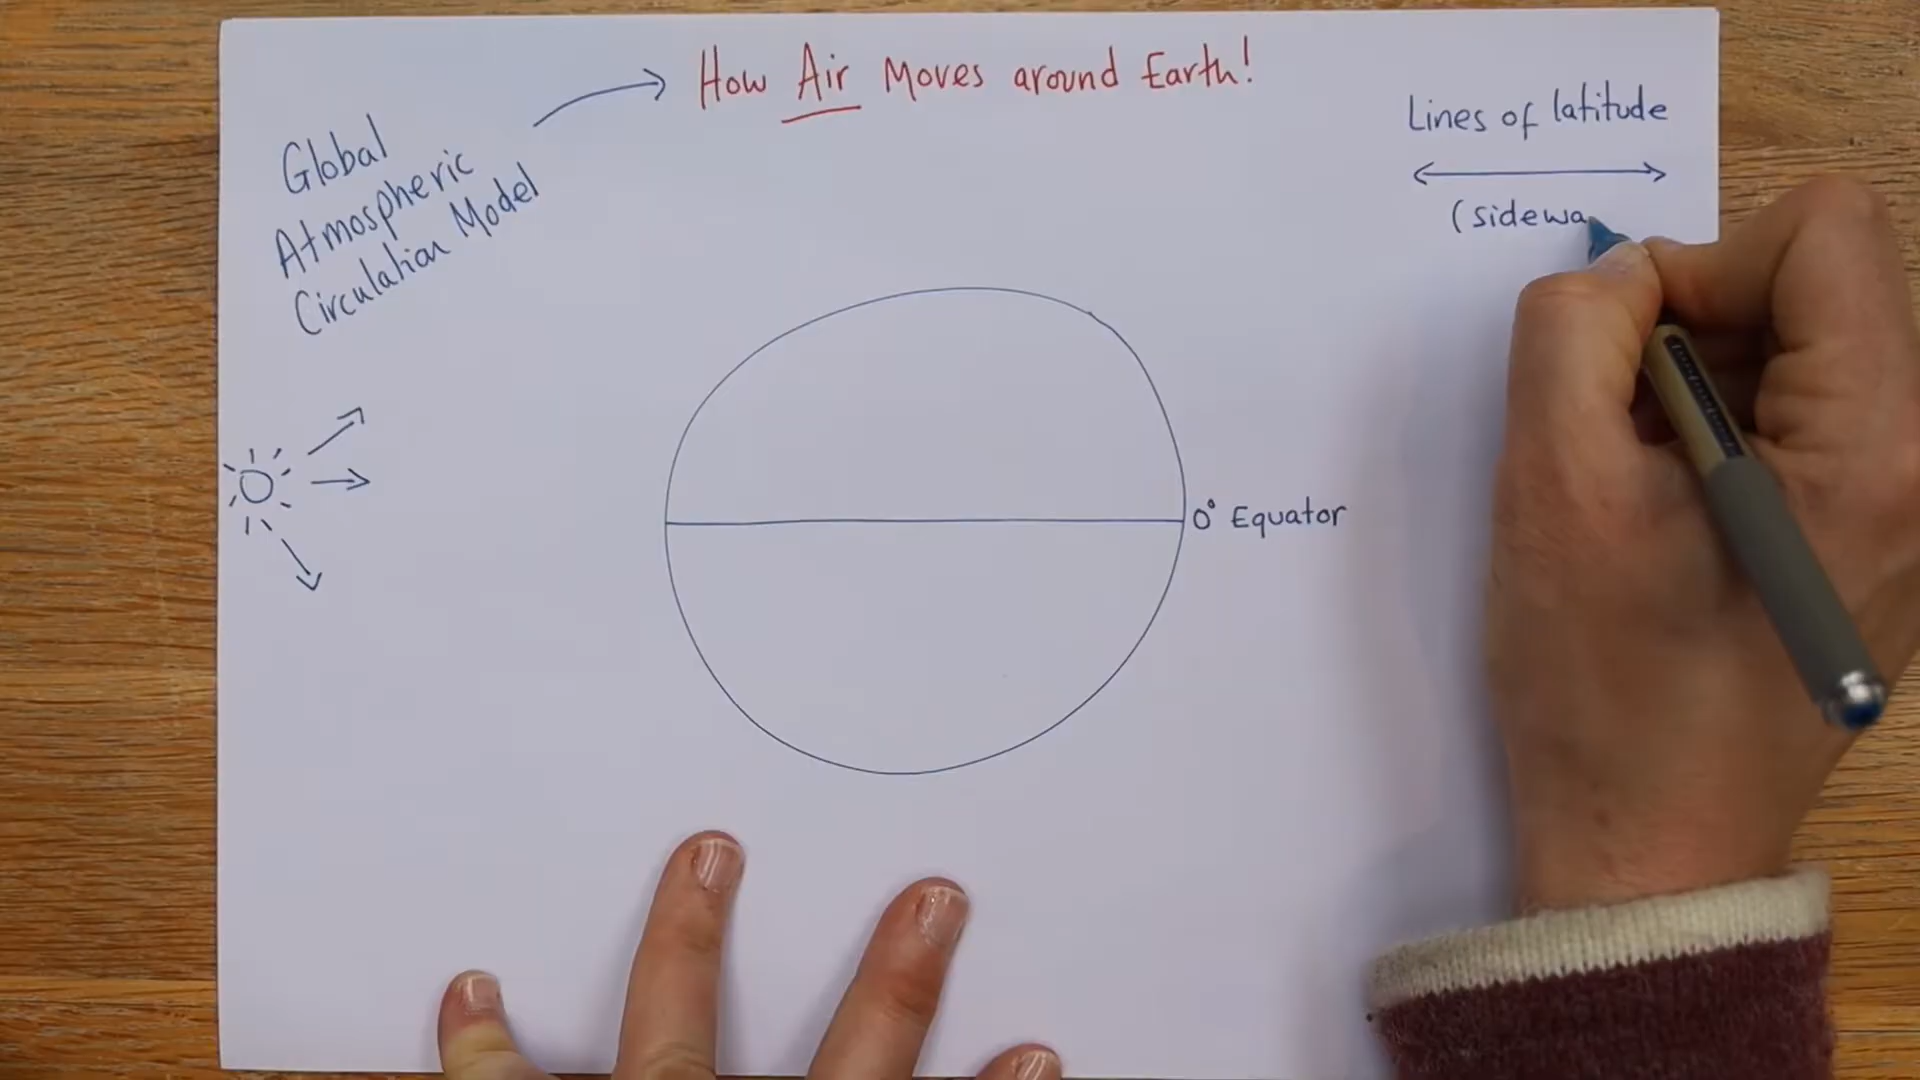 How Air Moves around Earth!
Global
Atmospheric
Circulation Model
Lines of latitude
(sidewa
0° Equator